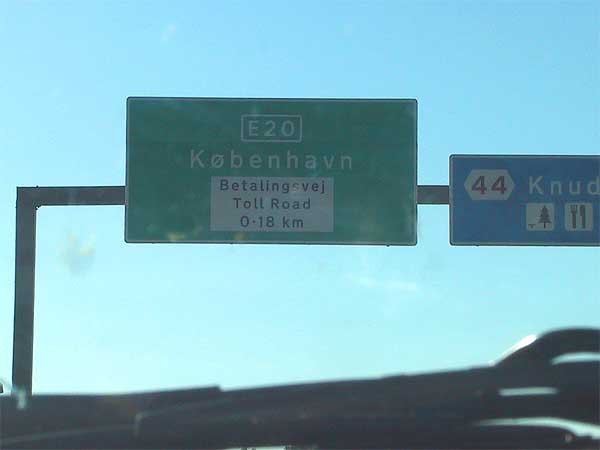 E20
København
Betalingsvej
Toll Road
0-18 km
44 Knud